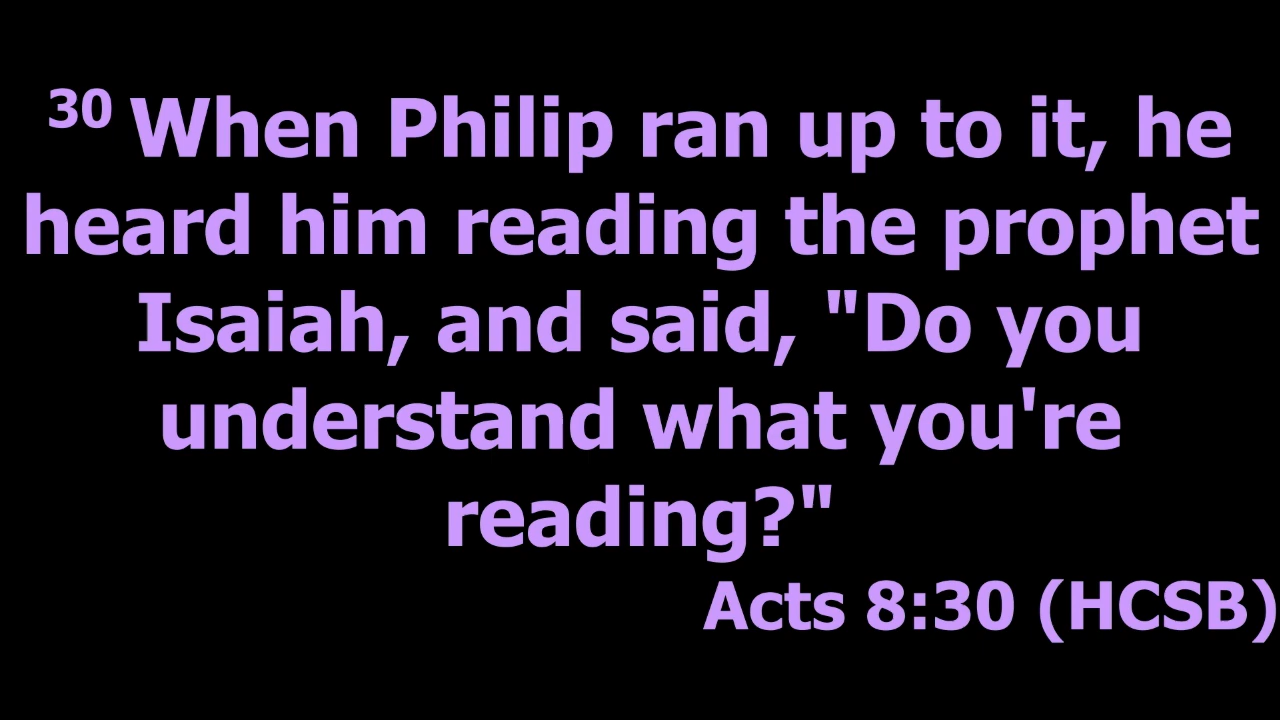 30 When Philip ran up to it, he
heard him reading the prophet
Isaiah, and said, "Do you
understand what you're
reading?"
Acts 8:30 (HCSB)